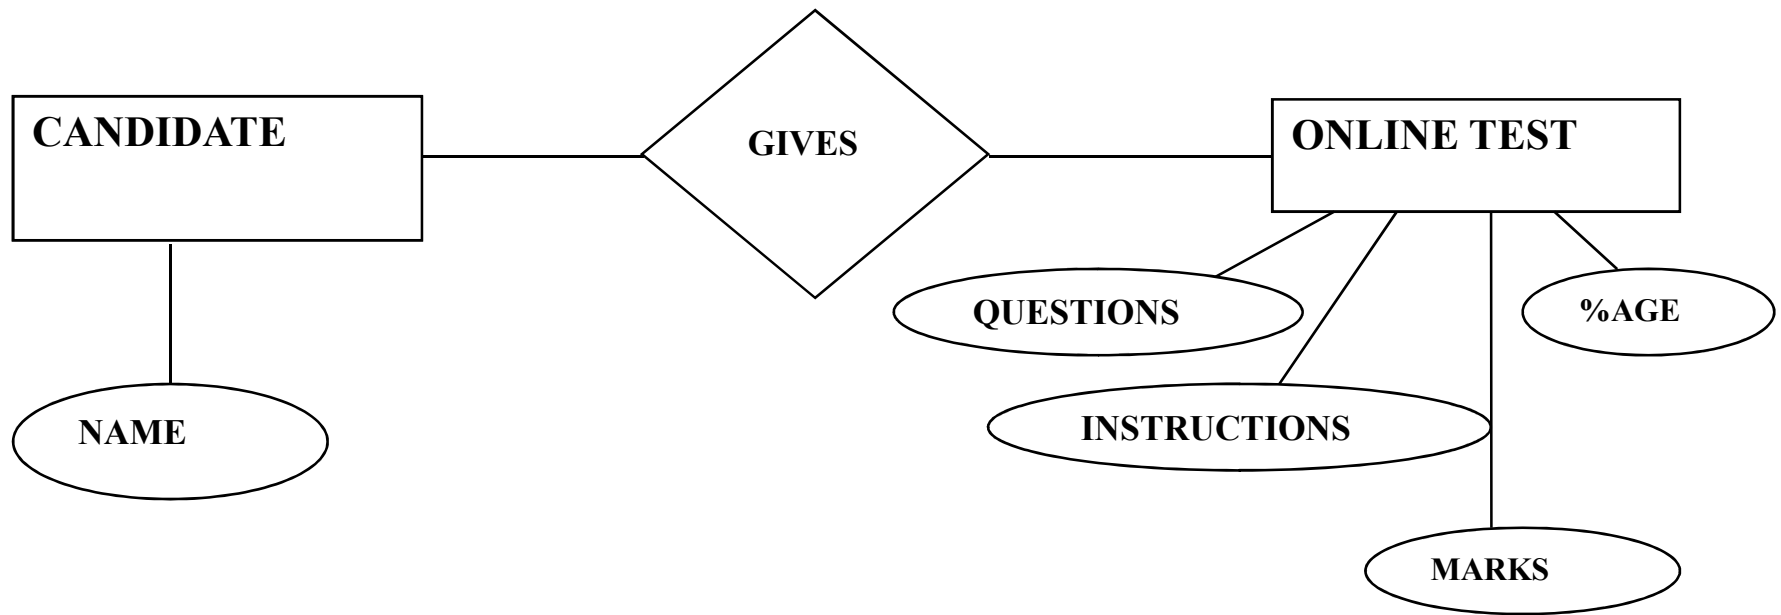 CANDIDATE
GIVES
ONLINE TEST
QUESTIONS
%AGE
NAME
INSTRUCTIONS
MARKS